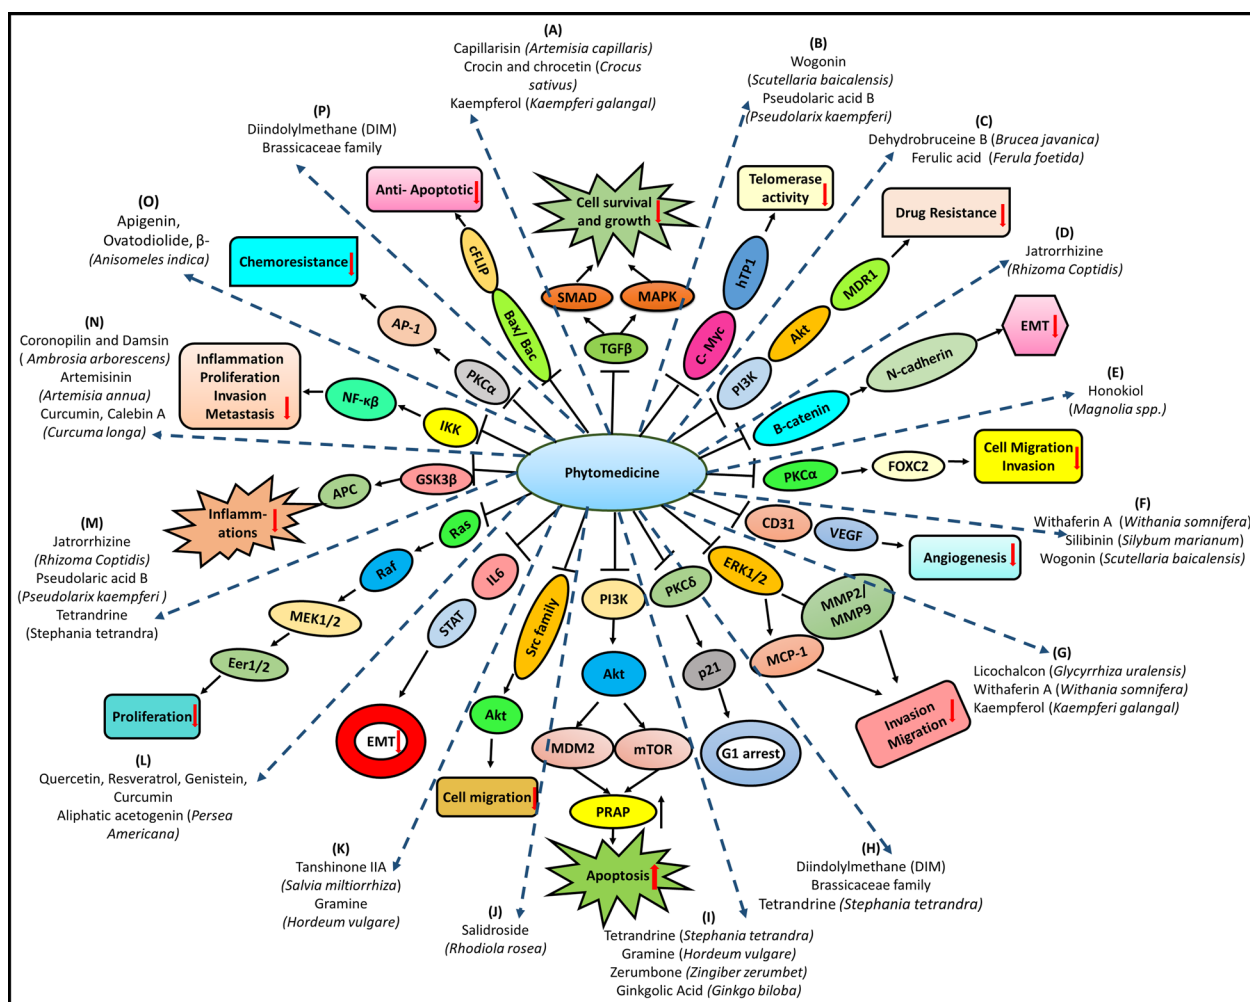 (A)
Capillarisin (Artemisia capillaris)
Crocin and chrocetin (Crocus
sativus)
Kaempferol (Kaempferi galangal)
(B)
Wogonin
(Scutellaria baicalensis)
Pseudolaric acid B
(Pseudolarix kaempferi)
(C)
Dehydrobruceine B (Brucea javanica)
Ferulic acid (Ferula foetida)
(D)
Jatrorrhizine
(Rhizoma Coptidis)
(E)
Honokiol
(Magnolia spp.)
(F)
Withaferin A (Withania somnifera)
Silibinin (Silybum marianum)
Wogonin (Scutellaria baicalensis)
(G)
Licochalcon (Glycyrrhiza uralensis)
Withaferin A (Withania somnifera)
Kaempferol (Kaempferi galangal)
(H)
Diindolylmethane (DIM)
Brassicaceae family
Tetrandrine (Stephania tetrandra)
(I)
Tetrandrine (Stephania tetrandra)
Gramine (Hordeum vulgare)
Zerumbone (Zingiber zerumbet)
Ginkgolic Acid (Ginkgo biloba)
(J)
Salidroside
(Rhodiola rosea)
(K)
Tanshinone IIA
(Salvia miltiorrhiza)
Gramine
(Hordeum vulgare)
(L)
Quercetin, Resveratrol, Genistein,
Curcumin
Aliphatic acetogenin (Persea
Americana)
(M)
Jatrorrhizine
(Rhizoma Coptidis)
Pseudolaric acid B
(Pseudolarix kaempferi )
Tetrandrine
(Stephania tetrandra)
(N)
Coronopilin and Damsin
( Ambrosia arborescens)
Artemisinin
(Artemisia annua)
Curcumin, Calebin A
(Curcuma longa)
(O)
Apigenin,
Ovatodiolide, β-
(Anisomeles indica)
(P)
Diindolylmethane (DIM)
Brassicaceae family
Phytomedicine
TGFβ
SMAD
MAPK
Cell survival
and growth
C- Myc
hTP1
Telomerase
activity
PI3K
Akt
MDR1
Drug Resistance
B-catenin
N-cadherin
EMT
PKCα
FOXC2
Cell Migration
Invasion
CD31
VEGF
Angiogenesis
ERK1/2
MMP2/
MMP9
MCP-1
Invasion
Migration
PKCδ
p21
G1 arrest
PI3K
Akt
MDM2
mTOR
PRAP
Apoptosis
Src family
Akt
Cell migration
IL6
STAT
EMT
Ras
Raf
MEK1/2
Eer1/2
Proliferation
GSK3β
APC
Inflamm-
ations
IKK
NF-κβ
Inflammation
Proliferation
Invasion
Metastasis
PKCα
AP-1
Chemoresistance
Bax/ Bac
cFLIP
Anti- Apoptotic